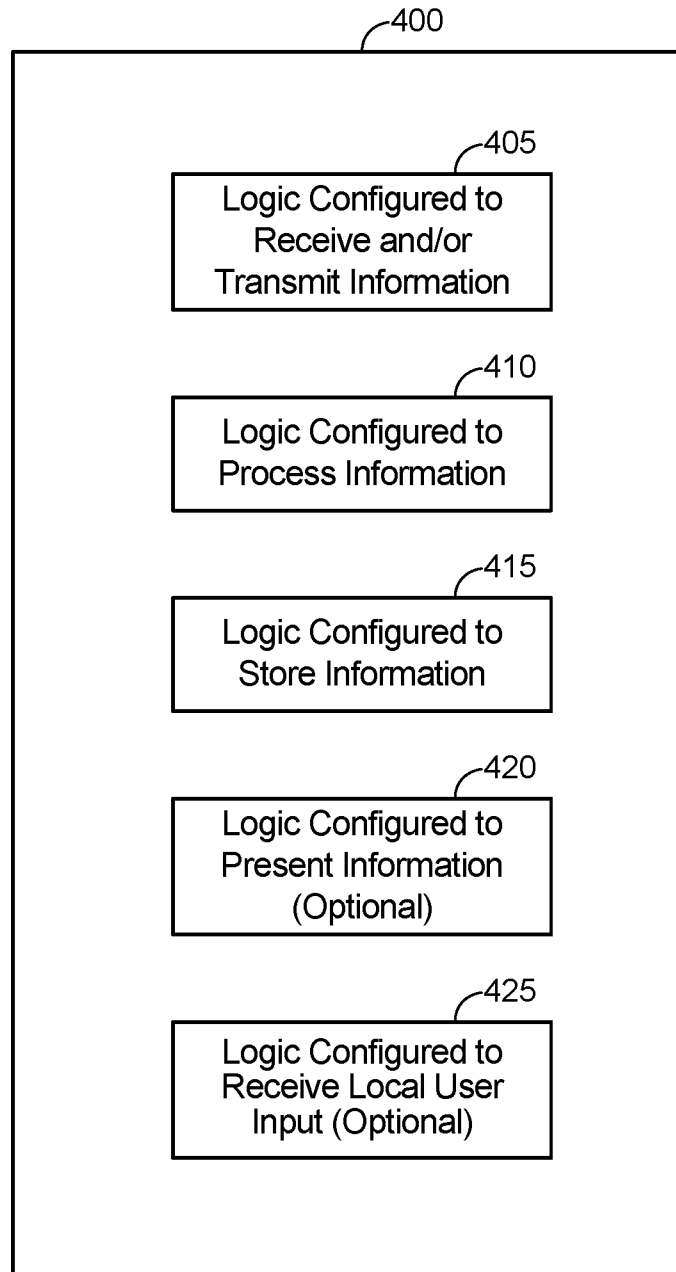 400
405
Logic Configured to
Receive and/or
Transmit Information
410
Logic Configured to
Process Information
415
Logic Configured to
Store Information
420
Logic Configured to
Present Information
(Optional)
425
Logic Configured to
Receive Local User
Input (Optional)